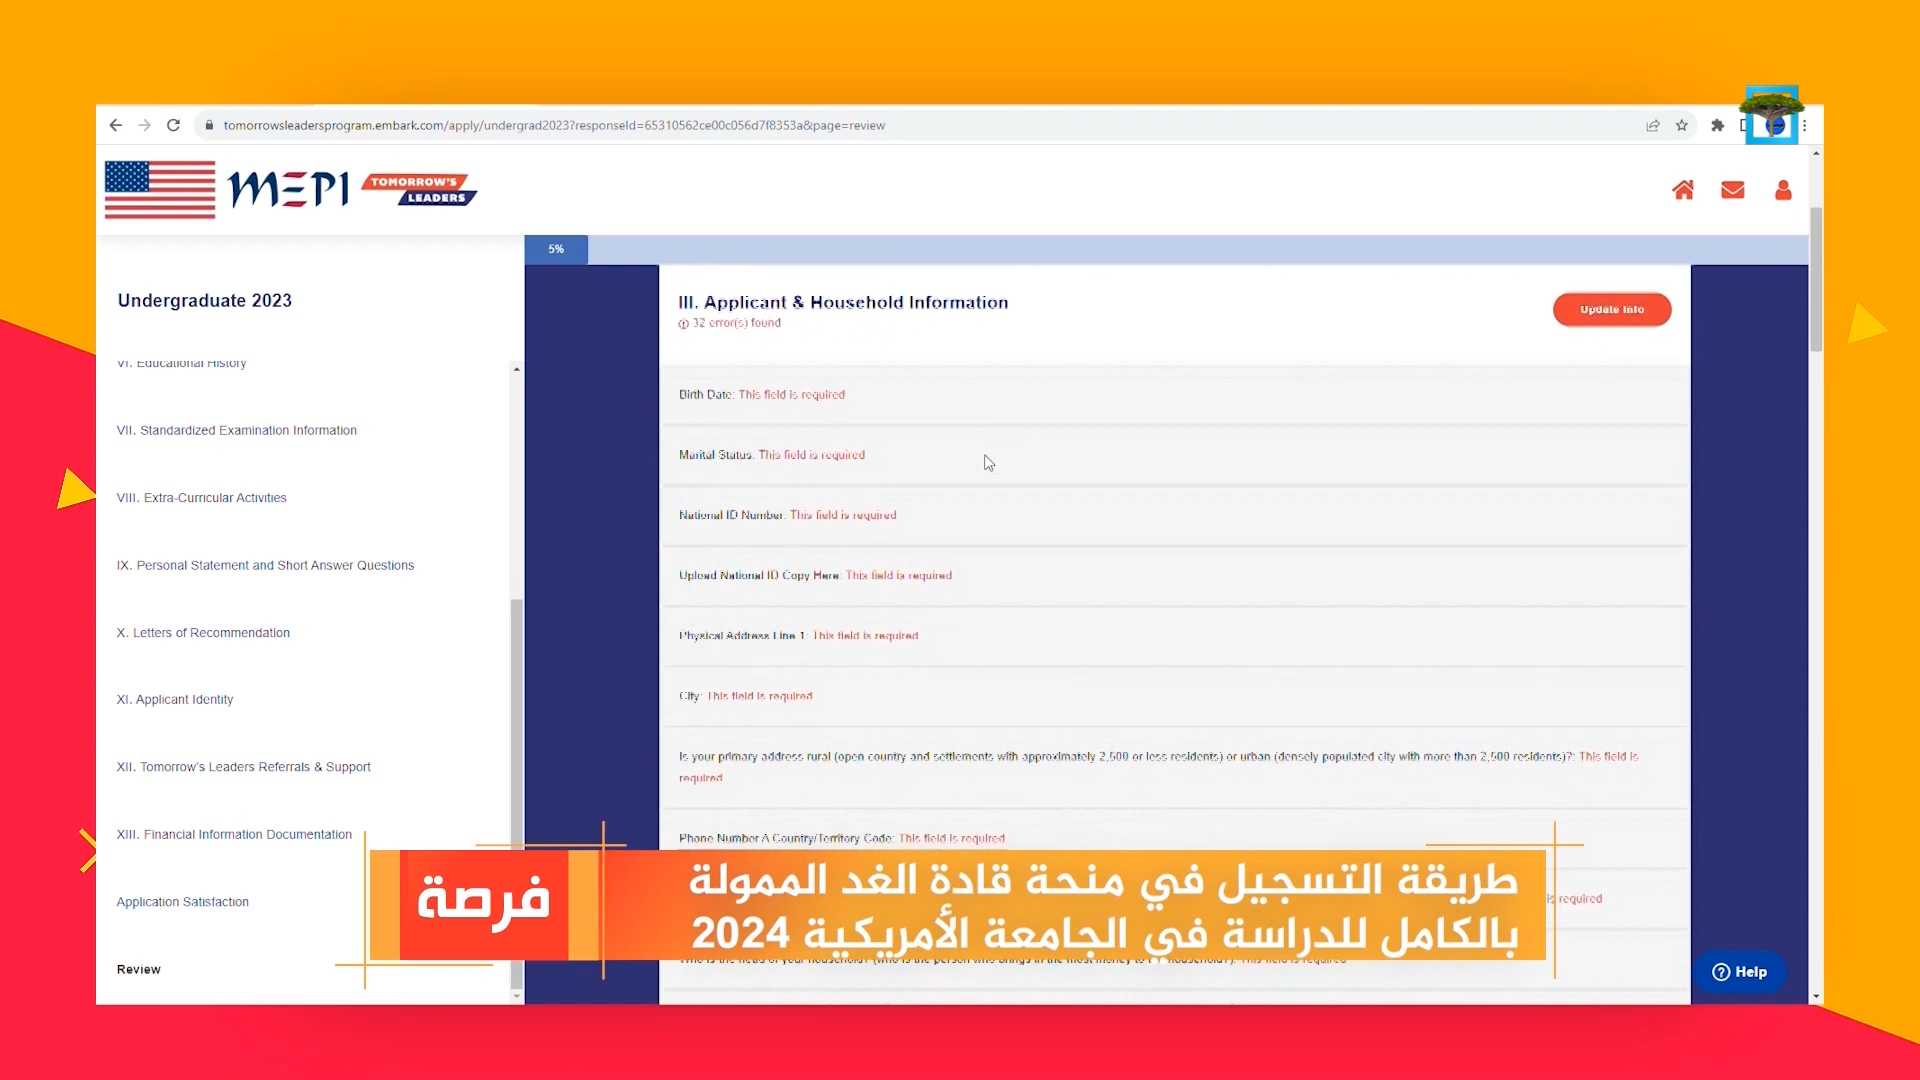 tomorrowsleadersprogram.embark.com/apply/undergrad2023?responseId=65310562ce00c056d7f8353a&page=review
MEPI TOMORROW'S LEADERS
5%
Undergraduate 2023
VI. Educational History
VII. Standardized Examination Information
VIII. Extra-Curricular Activities
IX. Personal Statement and Short Answer Questions
X. Letters of Recommendation
XI. Applicant Identity
XII. Tomorrow's Leaders Referrals & Support
XIII. Financial Information Documentation
Application Satisfaction
Review
III. Applicant & Household Information
32 error(s) found
Update Info
Birth Date: This field is required
Marital Status: This field is required
National ID Number: This field is required
Upload National ID Copy Here: This field is required
Physical Address Line 1: This field is required
City: This field is required
Is your primary address rural (open country and settlements with approximately 2,500 or less residents) or urban (densely populated city with more than 2,500 residents)?: This field is
required
Phone Number A Country/Territory Code: This field is required
is required
فرصة
طريقة التسجيل في منحة قادة الغد الممولة
بالكامل للدراسة في الجامعة الأمريكية 2024
Help